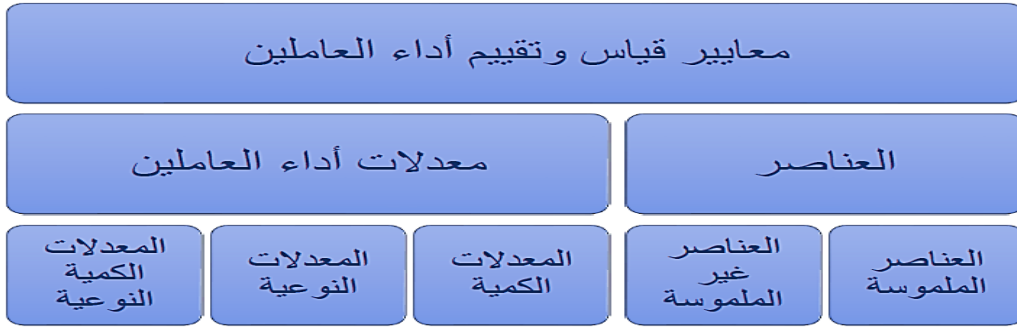 معايير قياس وتقييم أداء العاملين
العناصر
معدلات أداء العاملين
العناصر
الملموسة
العناصر
غير
الملموسة
المعدلات
الكمية
المعدلات
النوعية
المعدلات
الكمية
النوعية